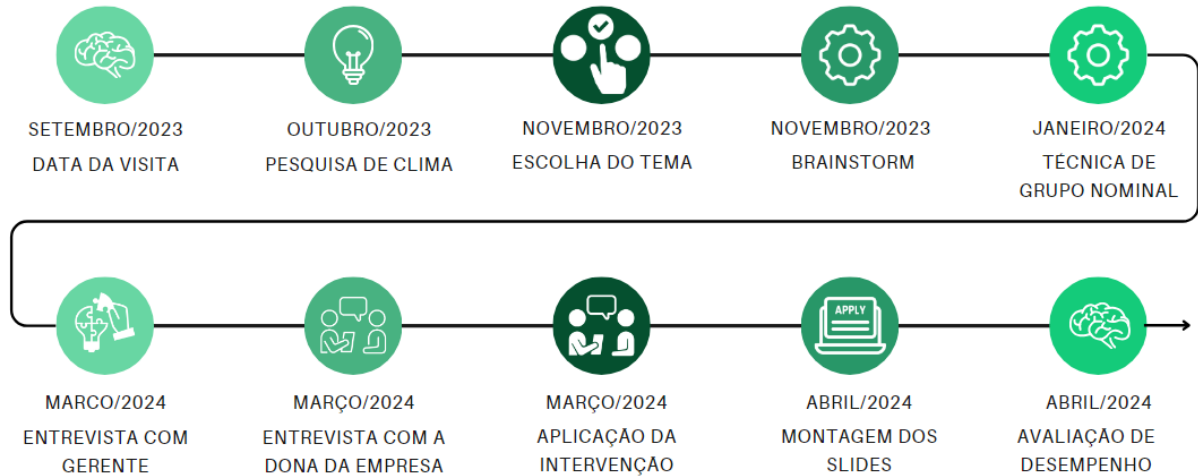 SETEMBRO/2023
DATA DA VISITA
OUTUBRO/2023
PESQUISA DE CLIMA
NOVEMBRO/2023
ESCOLHA DO TEMA
NOVEMBRO/2023
BRAINSTORM
JANEIRO/2024
TÉCNICA DE
GRUPO NOMINAL
MARCO/2024
ENTREVISTA COM
GERENTE
MARÇO/2024
ENTREVISTA COM A
DONA DA EMPRESA
MARÇO/2024
APLICAÇÃO DA
INTERVENÇÃO
APPLY
ABRIL/2024
MONTAGEM DOS
SLIDES
ABRIL/2024
AVALIAÇÃO DE
DESEMPENHO